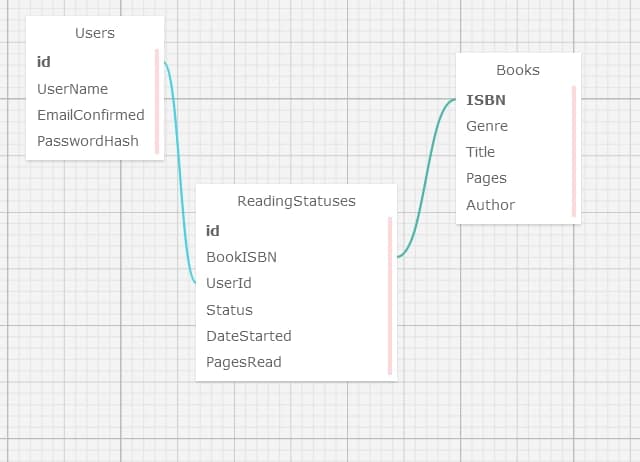 Users
id
UserName
EmailConfirmed
PasswordHash
Books
ISBN
Genre
Title
Pages
Author
ReadingStatuses
id
BookISBN
UserId
Status
DateStarted
PagesRead